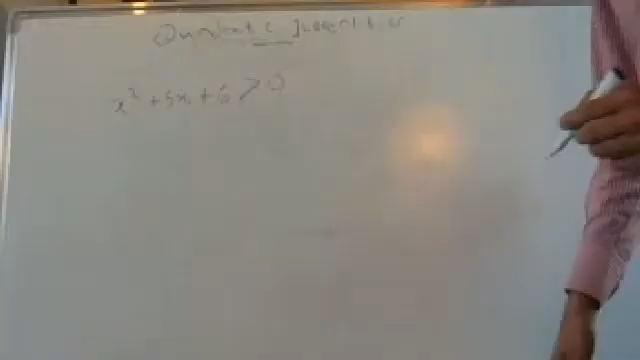 Quadratic Inequalities
x² + 5x + 6 > 0